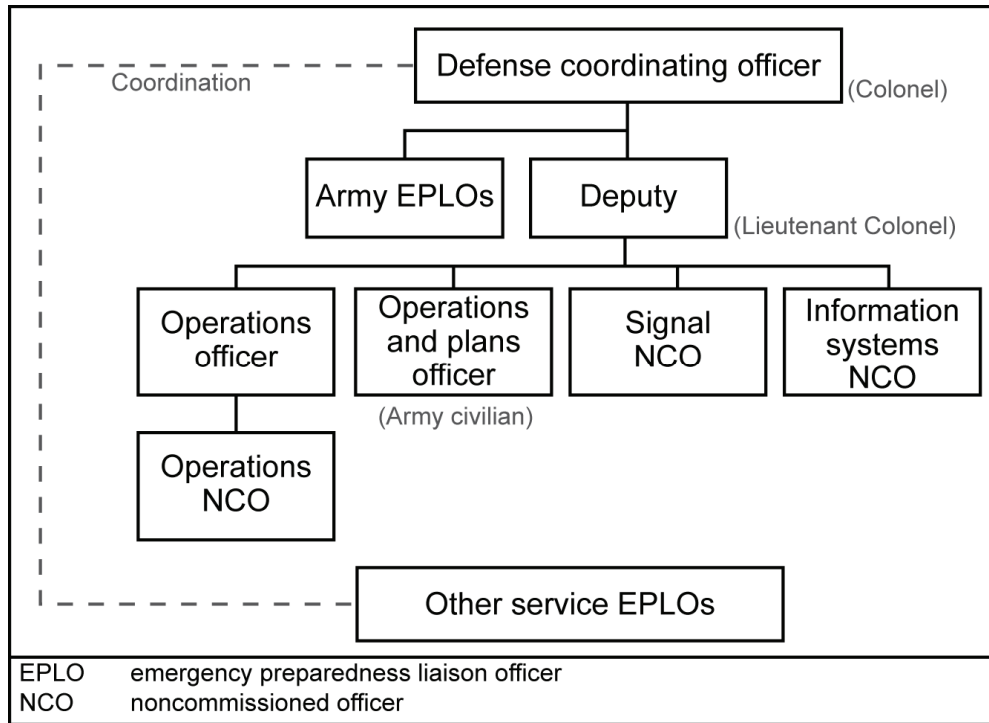 Defense coordinating officer
Coordination
(Colonel)
Army EPLOs
Deputy
(Lieutenant Colonel)
Operations
officer
Operations
and plans
officer
Signal
NCO
Information
systems
NCO
(Army civilian)
Operations
NCO
Other service EPLOs
EPLO emergency preparedness liaison officer
NCO noncommissioned officer